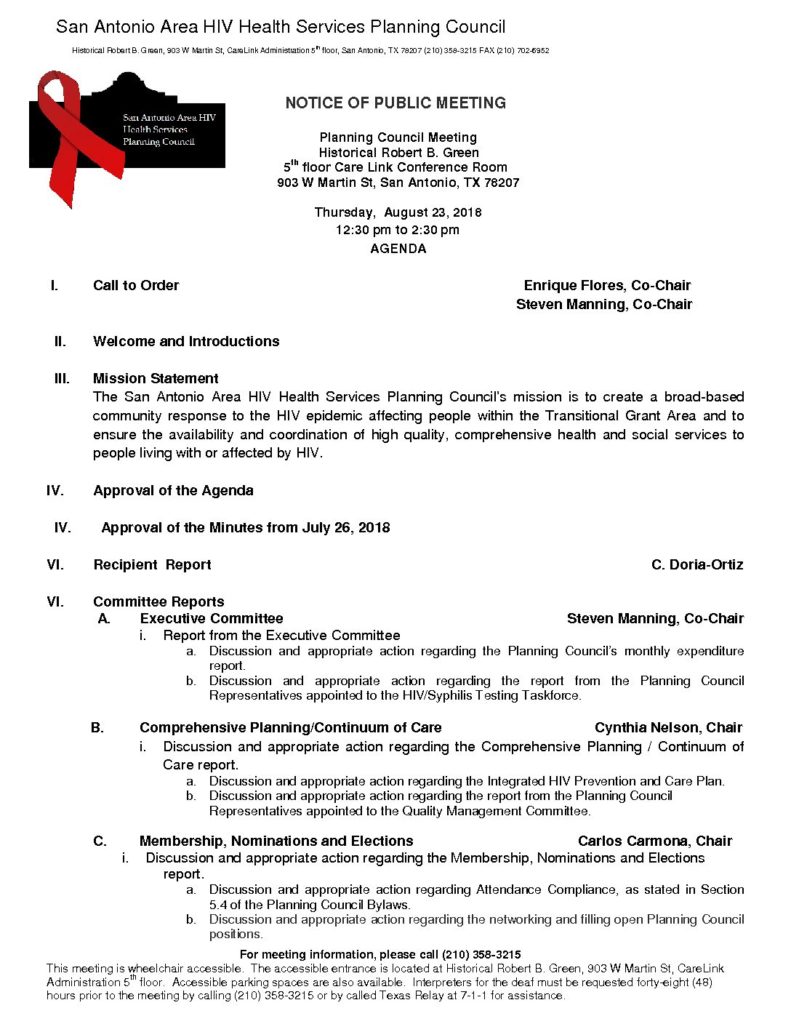 San Antonio Area HIV Health Services Planning Council
Historical Robert B. Green, 903 W Martin St, CareLink Administration 5th floor, San Antonio, TX 78207 (210) 358-3215 FAX (210) 702-6952
San Antonio Area HIV
Health Services
Planning Council
NOTICE OF PUBLIC MEETING
Planning Council Meeting
Historical Robert B. Green
5th floor Care Link Conference Room
903 W Martin St, San Antonio, TX 78207
Thursday, August 23, 2018
12:30 pm to 2:30 pm
AGENDA
I. Call to Order Enrique Flores, Co-Chair
Steven Manning, Co-Chair
II. Welcome and Introductions
III. Mission Statement
The San Antonio Area HIV Health Services Planning Council's mission is to create a broad-based
community response to the HIV epidemic affecting people within the Transitional Grant Area and to
ensure the availability and coordination of high quality, comprehensive health and social services to
people living with or affected by HIV.
IV. Approval of the Agenda
IV. Approval of the Minutes from July 26, 2018
VI. Recipient Report C. Doria-Ortiz
VI. Committee Reports
A. Executive Committee Steven Manning, Co-Chair
i. Report from the Executive Committee
a. Discussion and appropriate action regarding the Planning Council's monthly expenditure
report.
b. Discussion and appropriate action regarding the report from the Planning Council
Representatives appointed to the HIV/Syphilis Testing Taskforce.
B. Comprehensive Planning/Continuum of Care Cynthia Nelson, Chair
i. Discussion and appropriate action regarding the Comprehensive Planning / Continuum of
Care report.
a. Discussion and appropriate action regarding the Integrated HIV Prevention and Care Plan.
b. Discussion and appropriate action regarding the report from the Planning Council
Representatives appointed to the Quality Management Committee.
C. Membership, Nominations and Elections Carlos Carmona, Chair
i. Discussion and appropriate action regarding the Membership, Nominations and Elections
report.
a. Discussion and appropriate action regarding Attendance Compliance, as stated in Section
5.4 of the Planning Council Bylaws.
b. Discussion and appropriate action regarding the networking and filling open Planning Council
positions.
For meeting information, please call (210) 358-3215
This meeting is wheelchair accessible. The accessible entrance is located at Historical Robert B. Green, 903 W Martin St, CareLink
Administration 5th floor. Accessible parking spaces are also available. Interpreters for the deaf must be requested forty-eight (48)
hours prior to the meeting by calling (210) 358-3215 or by called Texas Relay at 7-1-1 for assistance.